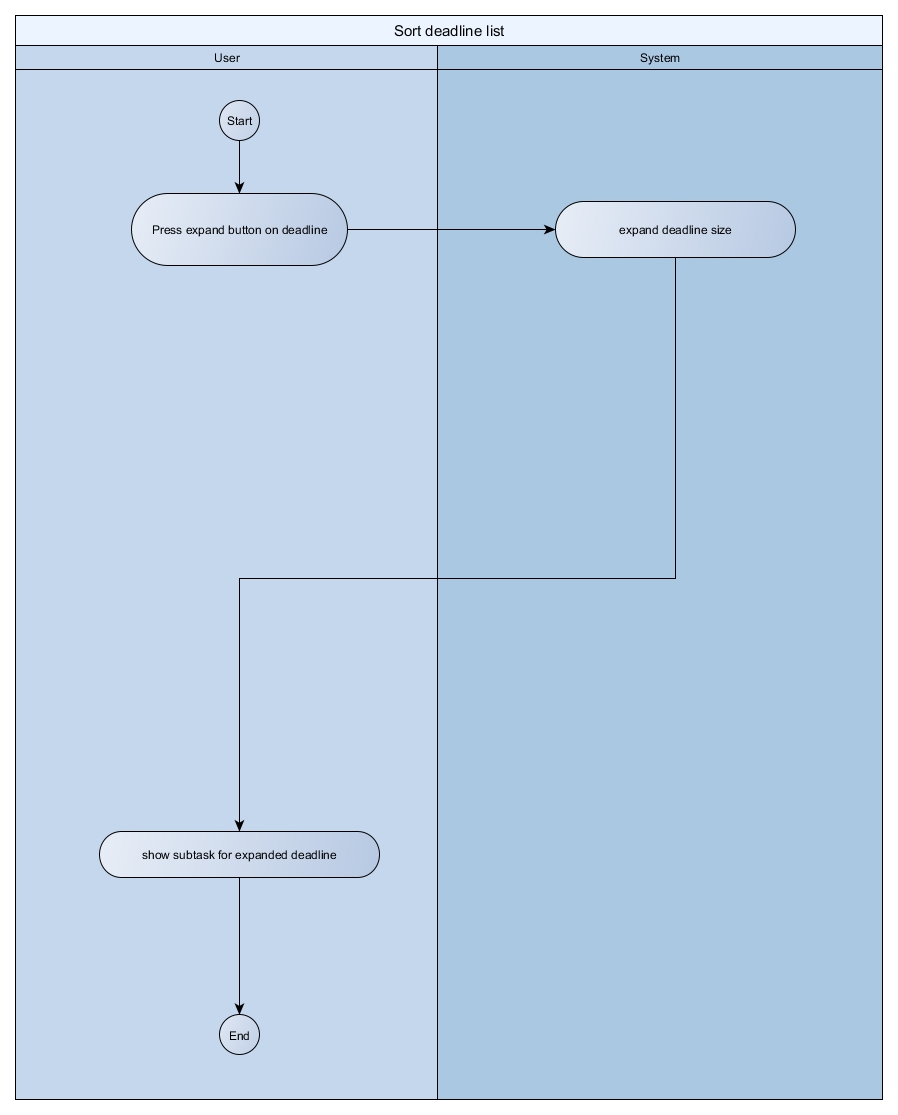 Sort deadline list
User
System
Start
Press expand button on deadline
expand deadline size
show subtask for expanded deadline
End